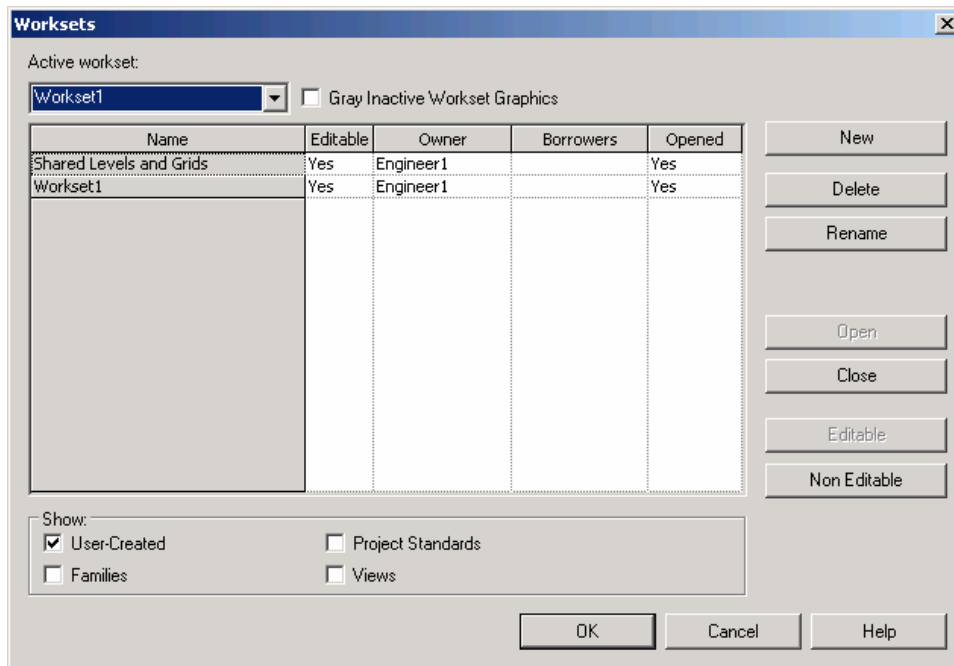 Worksets
Active workset:
Workset1
Gray Inactive Workset Graphics
Name Editable Owner Borrowers Opened
Shared Levels and Grids Yes Engineer1 Yes
Workset1 Yes Engineer1 Yes
New
Delete
Rename
Open
Close
Editable
Non Editable
Show:
User-Created Project Standards
Families Views
OK Cancel Help